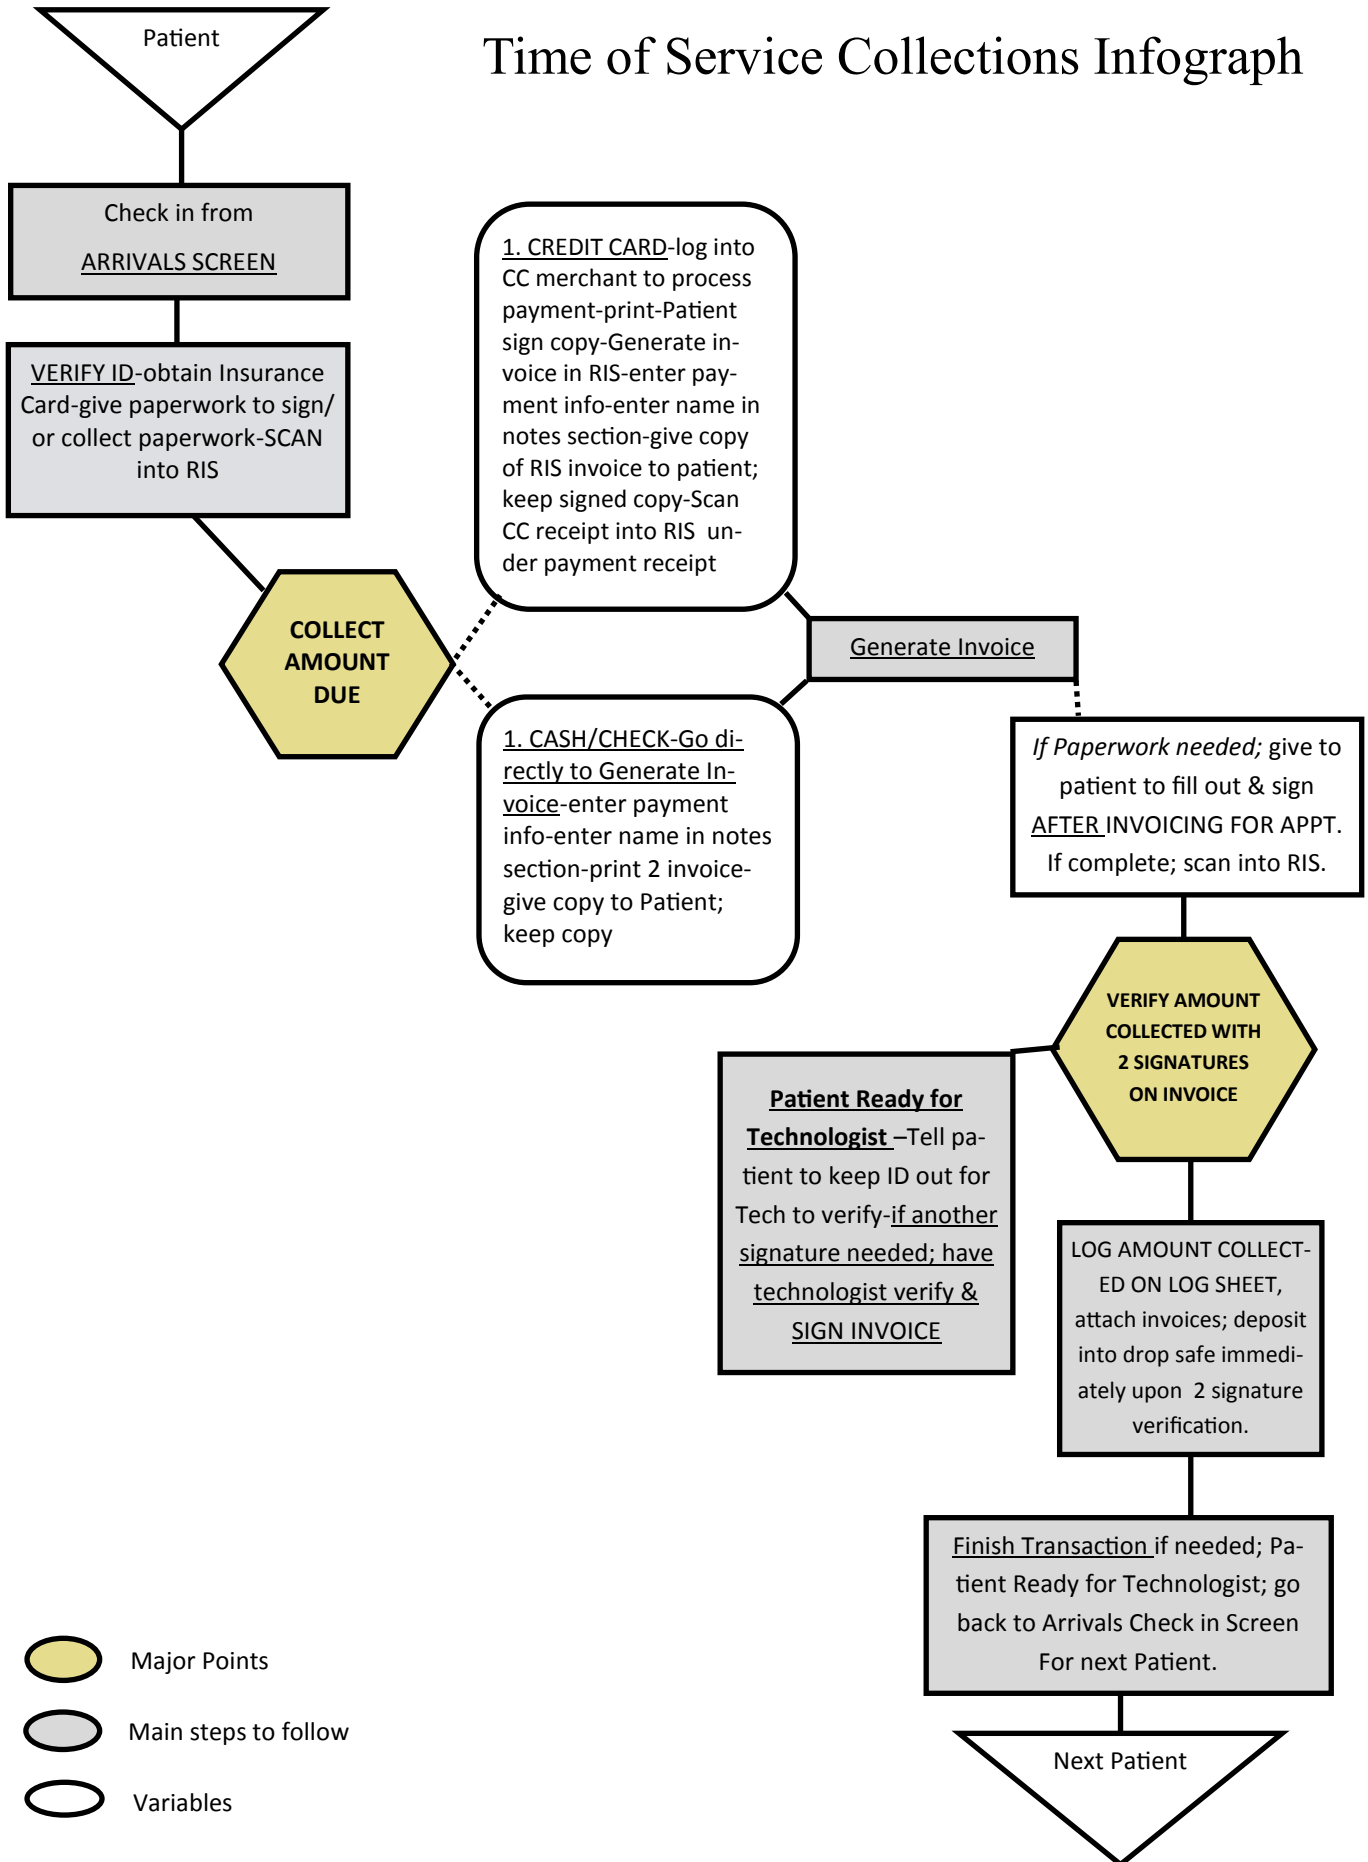 Time of Service Collections Infograph
Patient
Check in from
ARRIVALS SCREEN
VERIFY ID-obtain Insurance
Card-give paperwork to sign/
or collect paperwork-SCAN
into RIS
COLLECT
AMOUNT
DUE
1. CREDIT CARD-log into
CC merchant to process
payment-print-Patient
sign copy-Generate in-
voice in RIS-enter pay-
ment info-enter name in
notes section-give copy
of RIS invoice to patient;
keep signed copy-Scan
CC receipt into RIS un-
der payment receipt
1. CASH/CHECK-Go di-
rectly to Generate In-
voice-enter payment
info-enter name in notes
section-print 2 invoice-
give copy to Patient;
keep copy
Generate Invoice
If Paperwork needed; give to
patient to fill out & sign
AFTER INVOICING FOR APPT.
If complete; scan into RIS.
VERIFY AMOUNT
COLLECTED WITH
2 SIGNATURES
ON INVOICE
Patient Ready for
Technologist –Tell pa-
tient to keep ID out for
Tech to verify-if another
signature needed; have
technologist verify &
SIGN INVOICE
LOG AMOUNT COLLECT-
ED ON LOG SHEET,
attach invoices; deposit
into drop safe immedi-
ately upon 2 signature
verification.
Finish Transaction if needed; Pa-
tient Ready for Technologist; go
back to Arrivals Check in Screen
For next Patient.
Next Patient
Major Points
Main steps to follow
Variables